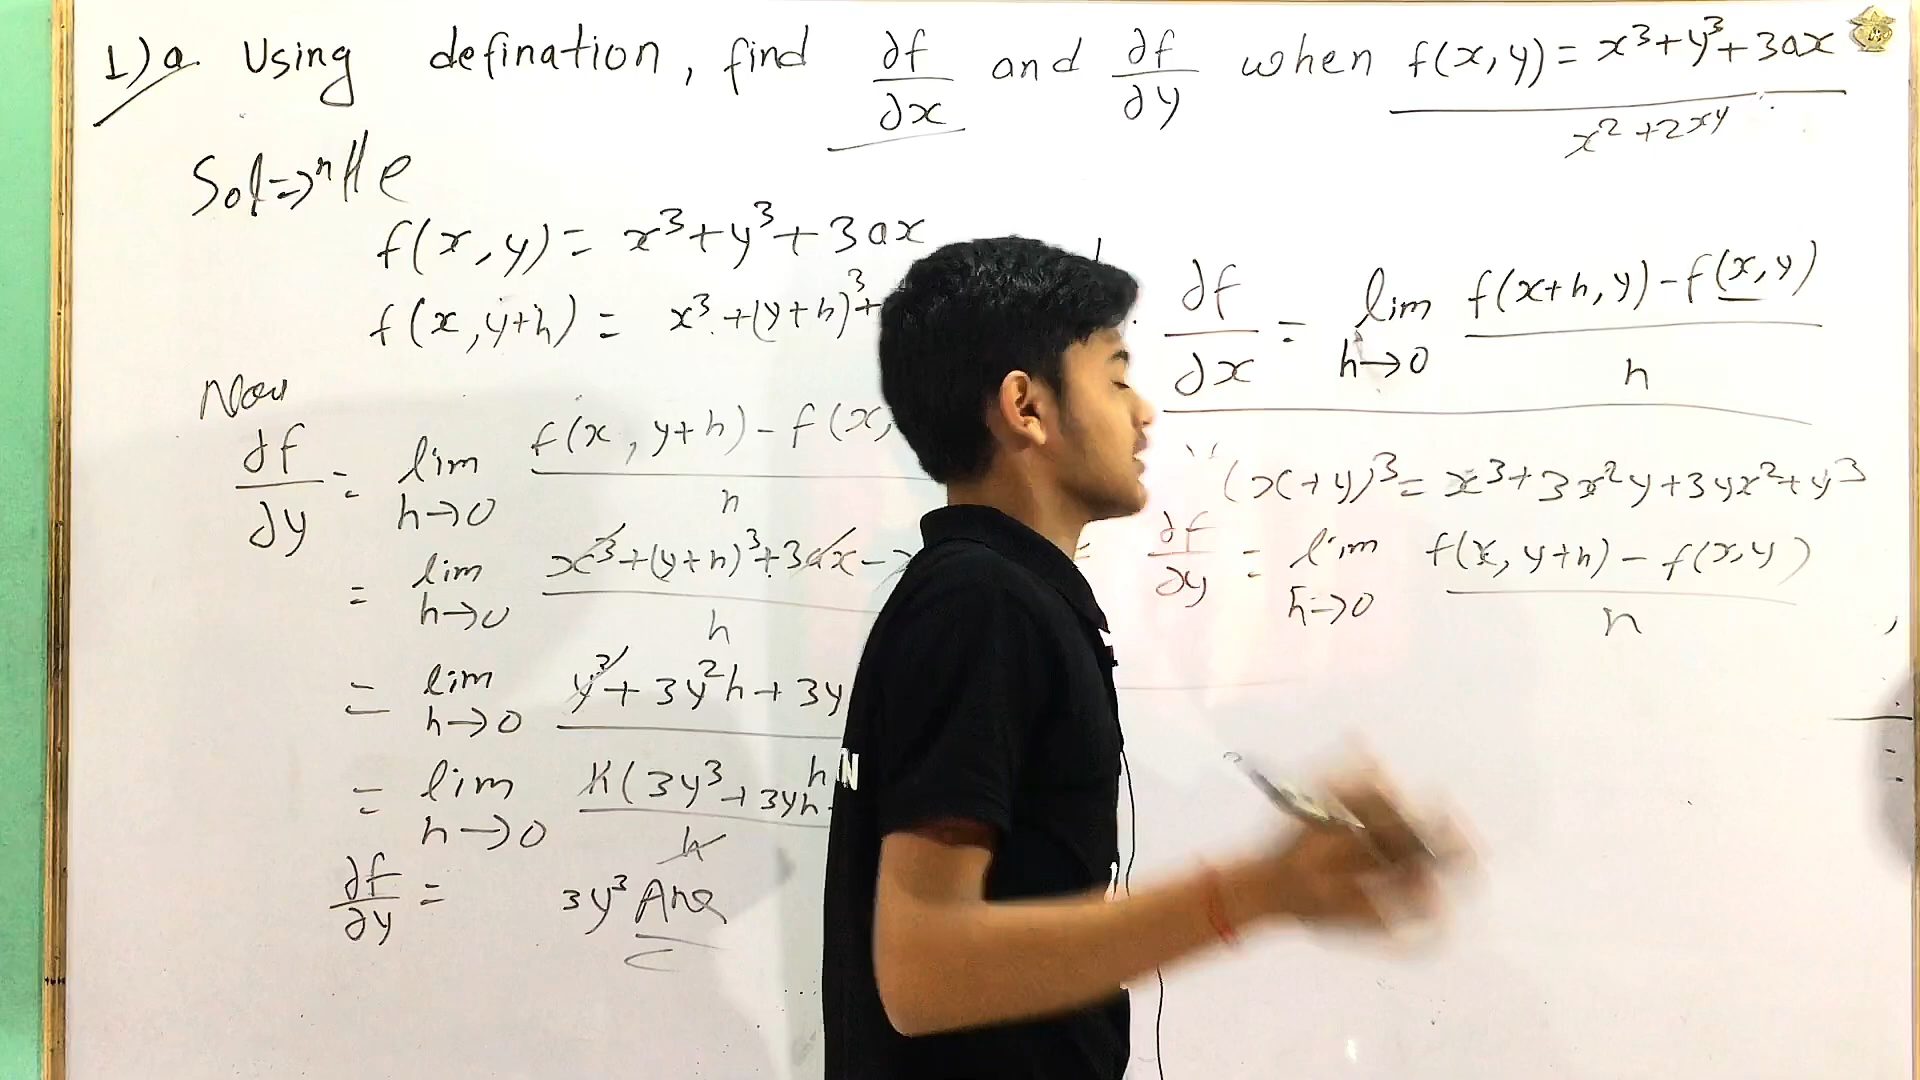 1) a. Using defination, find ∂f/∂x and ∂f/∂y when f(x,y) = x³+y³+3ax
x²+2xy
Solⁿ⇒ He
f(x,y) = x³+y³+3ax
f(x,y+h) = x³+(y+h)³+
Now
∂f/∂y = lim h→0 f(x, y+h) - f(x, / h
= lim h→0 x³+(y+h)³+3ax- / h
= lim h→0 y³+3y²h+3y
= lim h→0 h(3y³+3yh h / h
∂f/∂y = 3y³ Ans
∂f/∂x = lim h→0 f(x+h,y)-f(x,y) / h
(x+y)³ = x³+3x²y+3yx²+y³
= ∂f/∂y = lim h→0 f(x, y+h) - f(x,y) / h
N